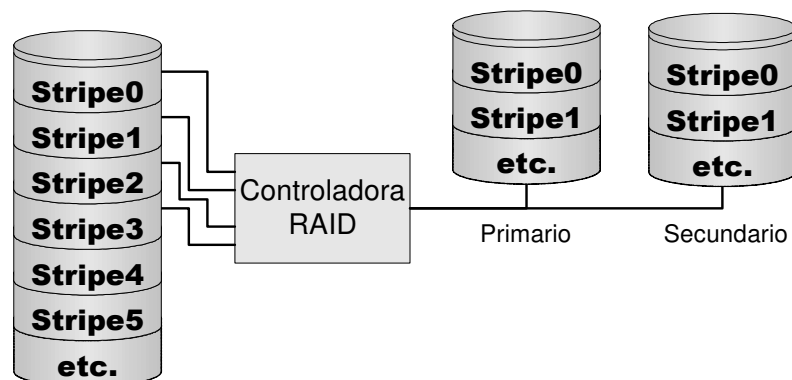 Stripe0
Stripe1
Stripe2
Stripe3
Stripe4
Stripe5
etc.
Controladora
RAID
Stripe0
Stripe1
etc.
Primario
Stripe0
Stripe1
etc.
Secundario